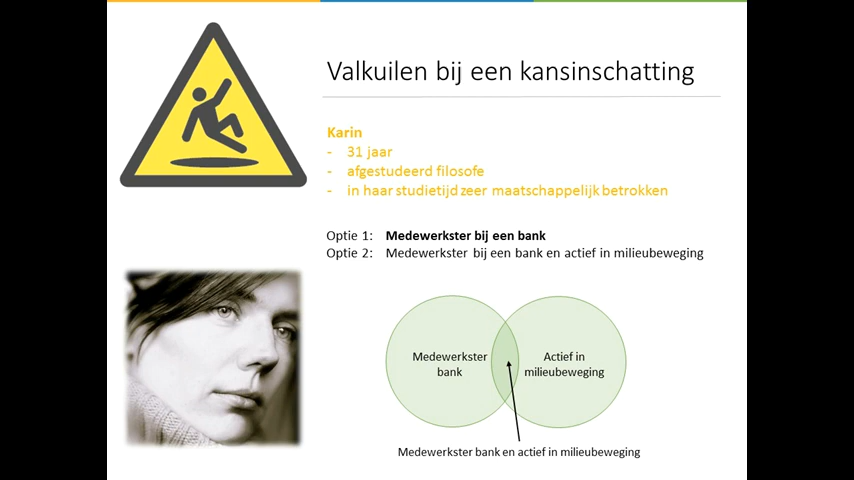 Valkuilen bij een kansinschatting
Karin
- 31 jaar
- afgestudeerd filosofe
- in haar studietijd zeer maatschappelijk betrokken
Optie 1: Medewerkster bij een bank
Optie 2: Medewerkster bij een bank en actief in milieubeweging
Medewerkster
bank
Actief in
milieubeweging
Medewerkster bank en actief in milieubeweging